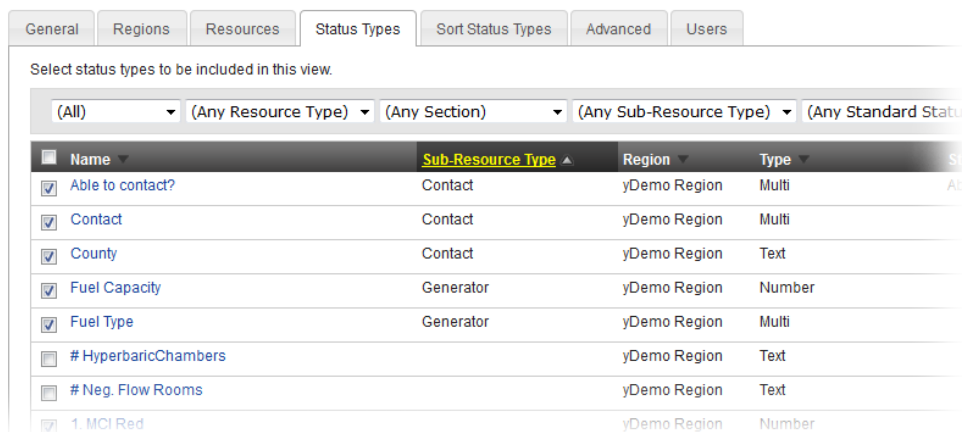 General Regions Resources Status Types Sort Status Types Advanced Users
Select status types to be included in this view.
(All) (Any Resource Type) (Any Section) (Any Sub-Resource Type) (Any Standard Statu
Name Sub-Resource Type Region Type
Able to contact? Contact yDemo Region Multi
Contact Contact yDemo Region Multi
County Contact yDemo Region Text
Fuel Capacity Generator yDemo Region Number
Fuel Type Generator yDemo Region Multi
# HyperbaricChambers yDemo Region Text
# Neg. Flow Rooms yDemo Region Text
1. MCI Red yDemo Region Number